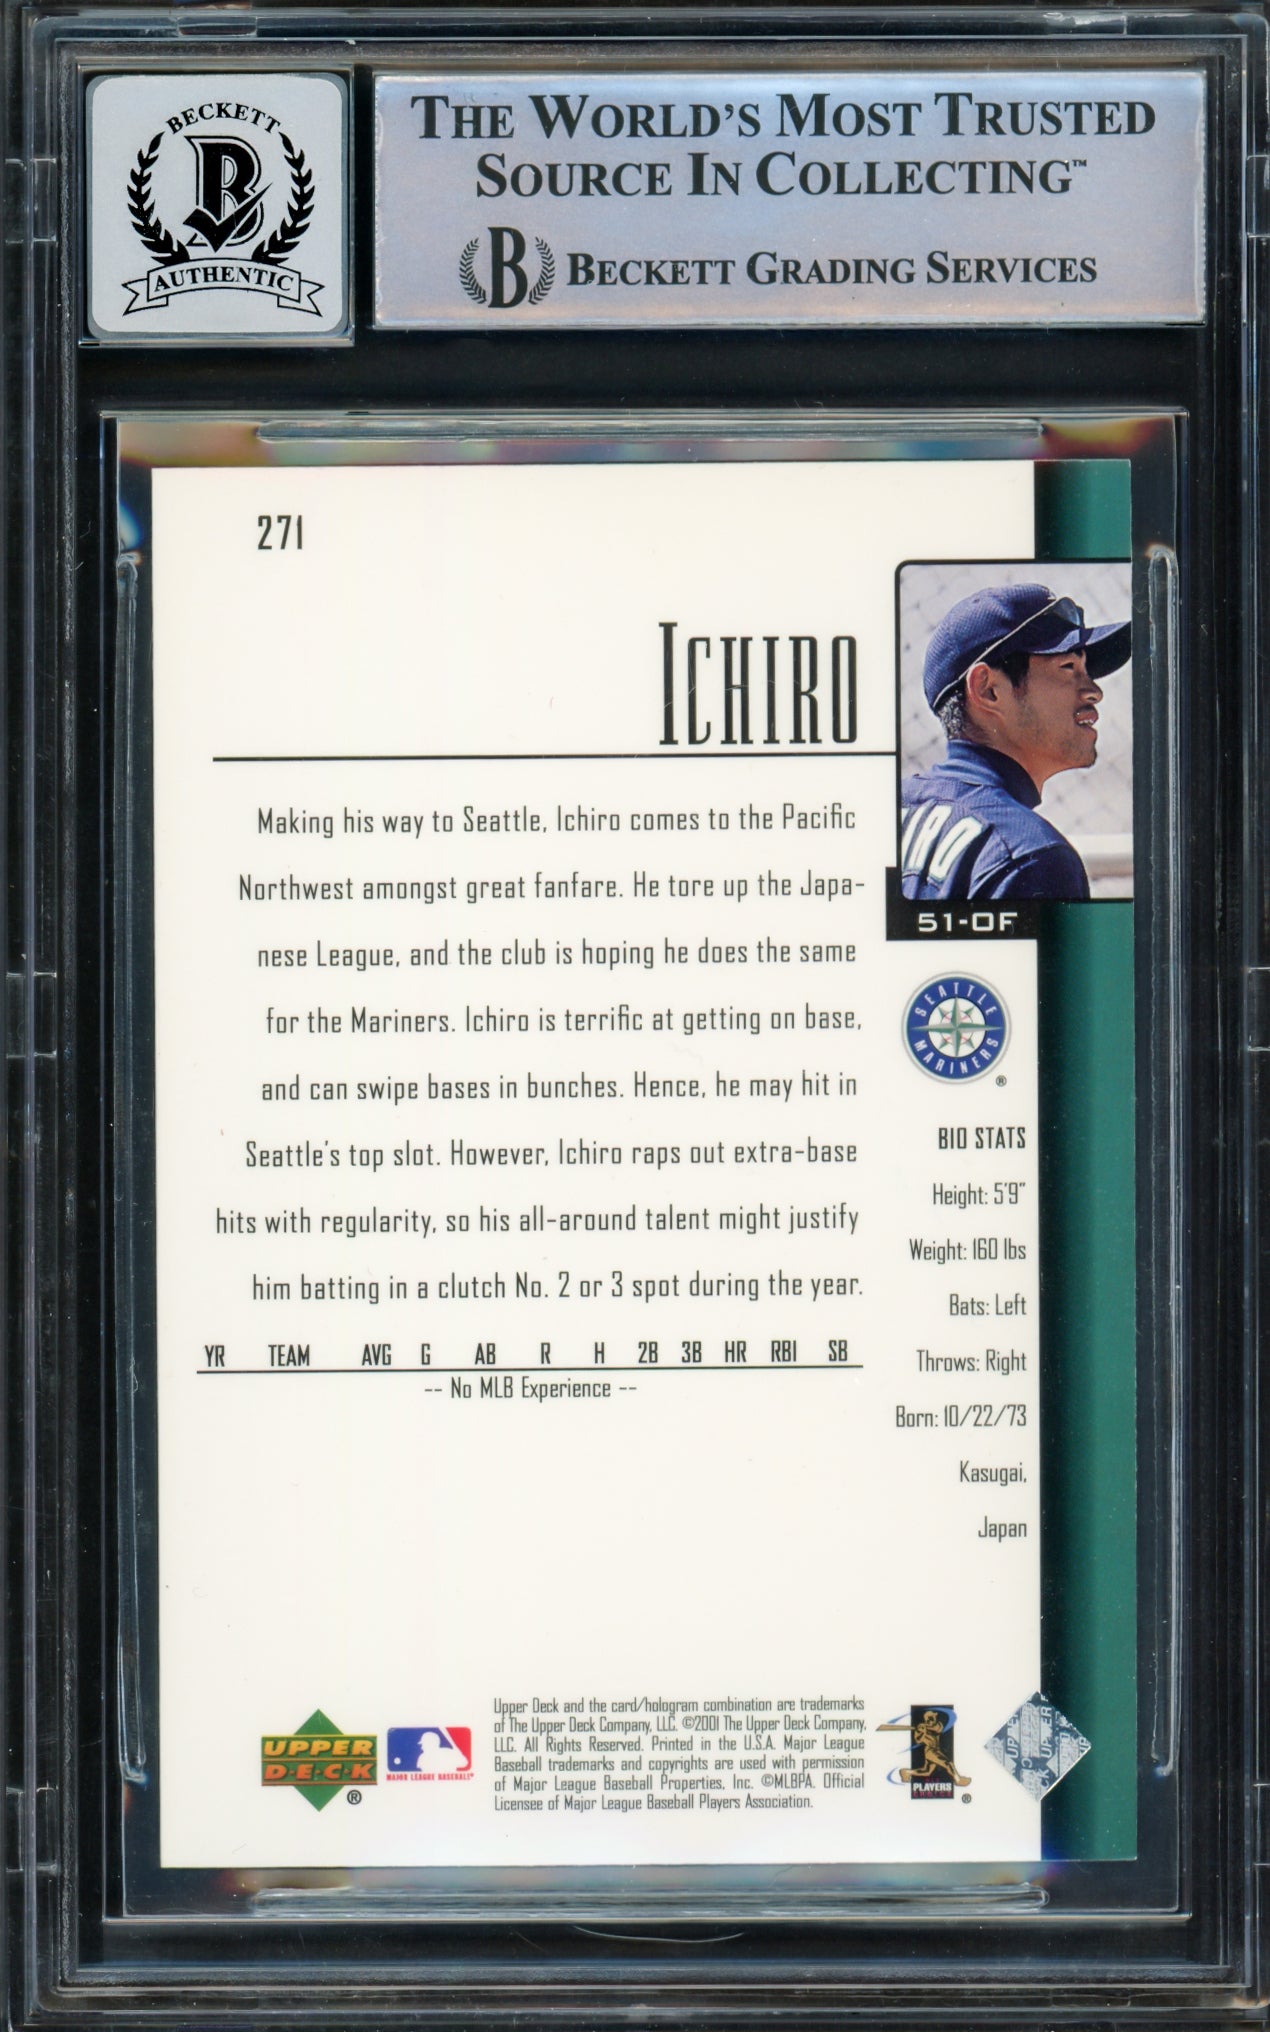 BECKETT
B
AUTHENTIC
THE WORLD'S MOST TRUSTED
SOURCE IN COLLECTING™
B BECKETT GRADING SERVICES
271
ICHIRO
IRO
51-OF
Making his way to Seattle, Ichiro comes to the Pacific
Northwest amongst great fanfare. He tore up the Japa-
nese League, and the club is hoping he does the same
for the Mariners. Ichiro is terrific at getting on base,
and can swipe bases in bunches. Hence, he may hit in
Seattle's top slot. However, Ichiro raps out extra-base
hits with regularity, so his all-around talent might justify
him batting in a clutch No. 2 or 3 spot during the year.
SEATTLE
MARINERS
®
BIO STATS
Height: 5'9"
Weight: 160 lbs
Bats: Left
Throws: Right
Born: 10/22/73
Kasugai,
Japan
YR TEAM AVG G AB R H 2B 3B HR RBI SB
-- No MLB Experience --
UPPER
D·E·C·K
®
MAJOR LEAGUE BASEBALL®
Upper Deck and the card/hologram combination are trademarks
of The Upper Deck Company, LLC. ©2001 The Upper Deck Company,
LLC. All Rights Reserved. Printed in the U.S.A. Major League
Baseball trademarks and copyrights are used with permission
of Major League Baseball Properties, Inc. ©MLBPA. Official
Licensee of Major League Baseball Players Association.
PLAYERS
CHOICE
®
UPPER